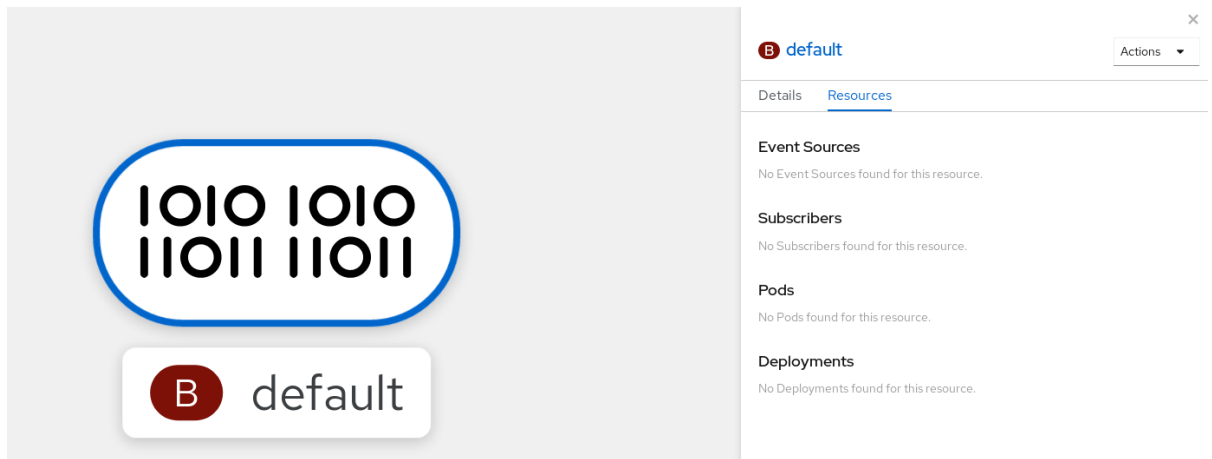 1010 1010
11011 11011
B default
×
B default
Actions
Details Resources
Event Sources
No Event Sources found for this resource.
Subscribers
No Subscribers found for this resource.
Pods
No Pods found for this resource.
Deployments
No Deployments found for this resource.